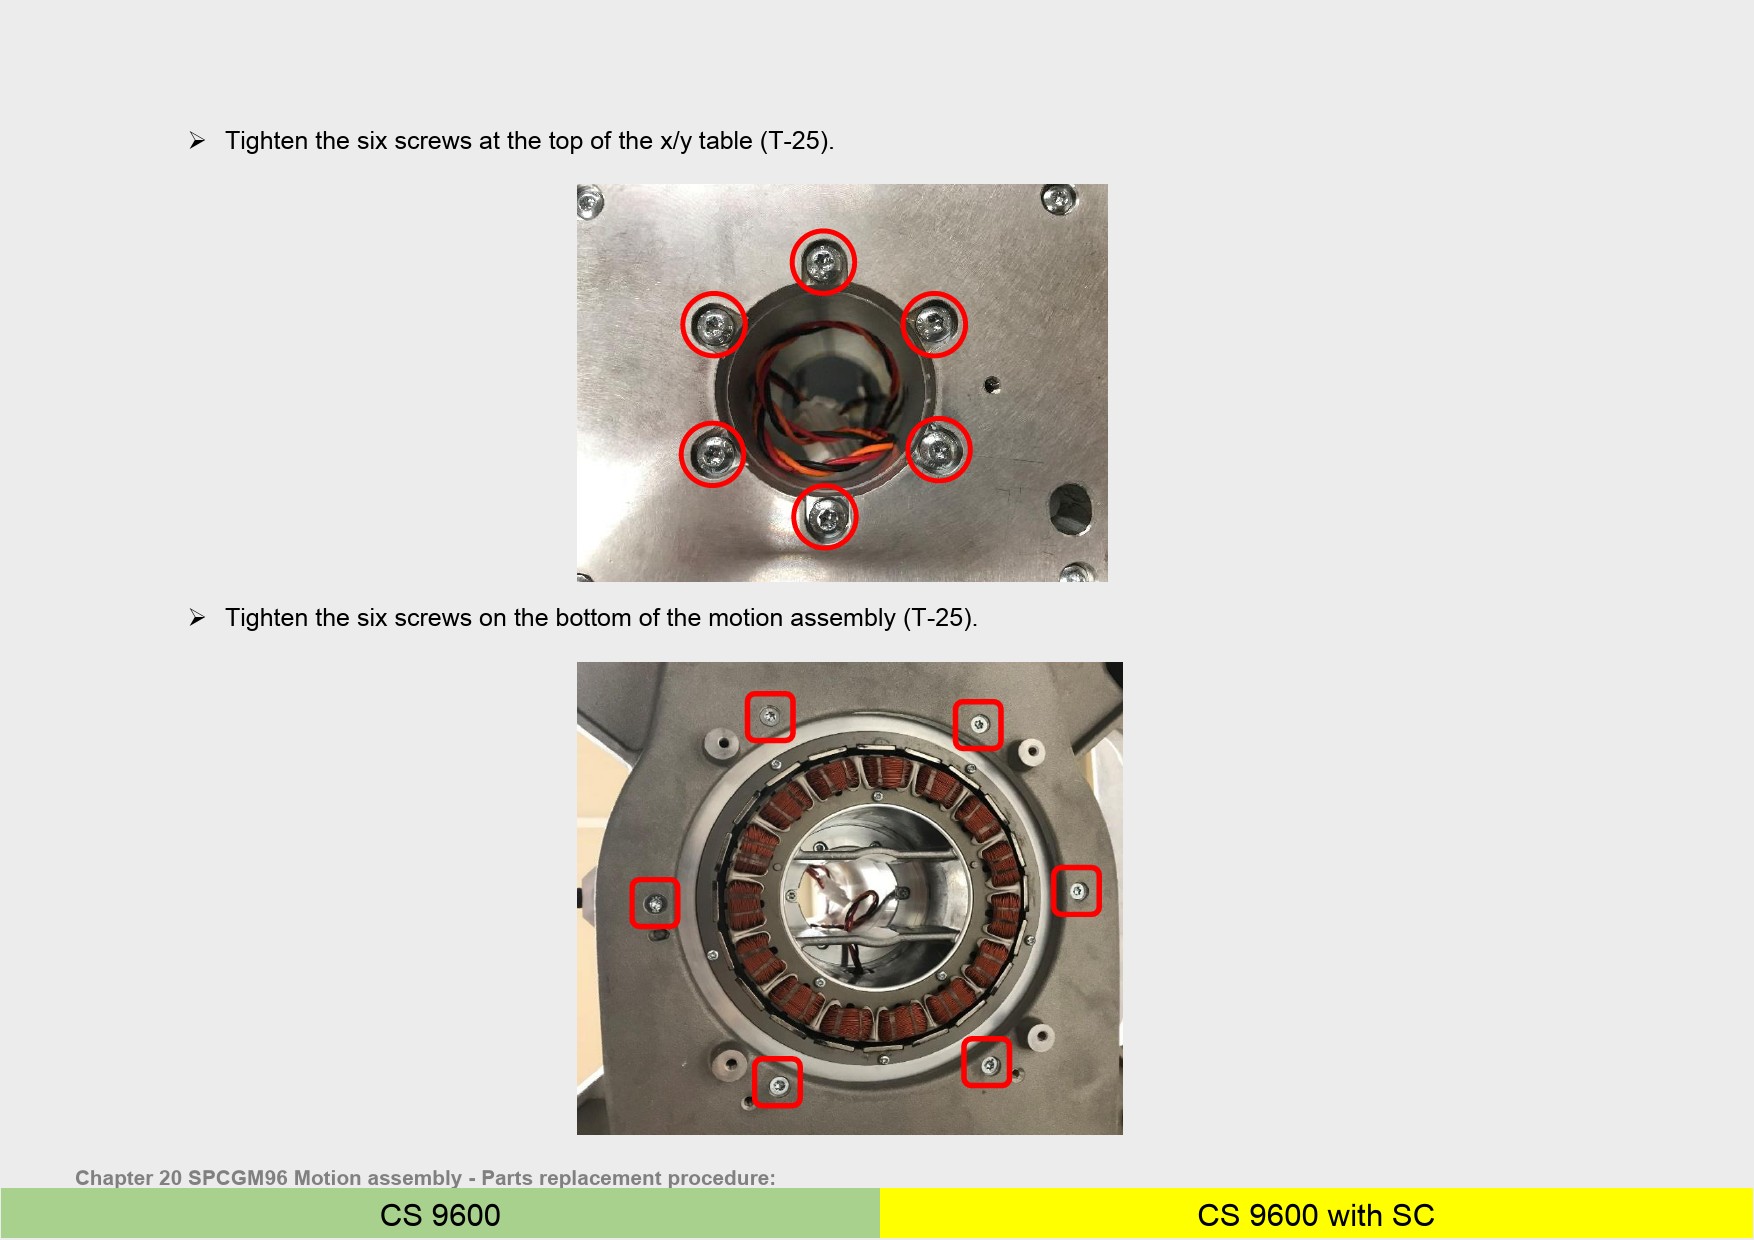 ➢ Tighten the six screws at the top of the x/y table (T-25).
➢ Tighten the six screws on the bottom of the motion assembly (T-25).
Chapter 20 SPCGM96 Motion assembly - Parts replacement procedure:
CS 9600
CS 9600 with SC